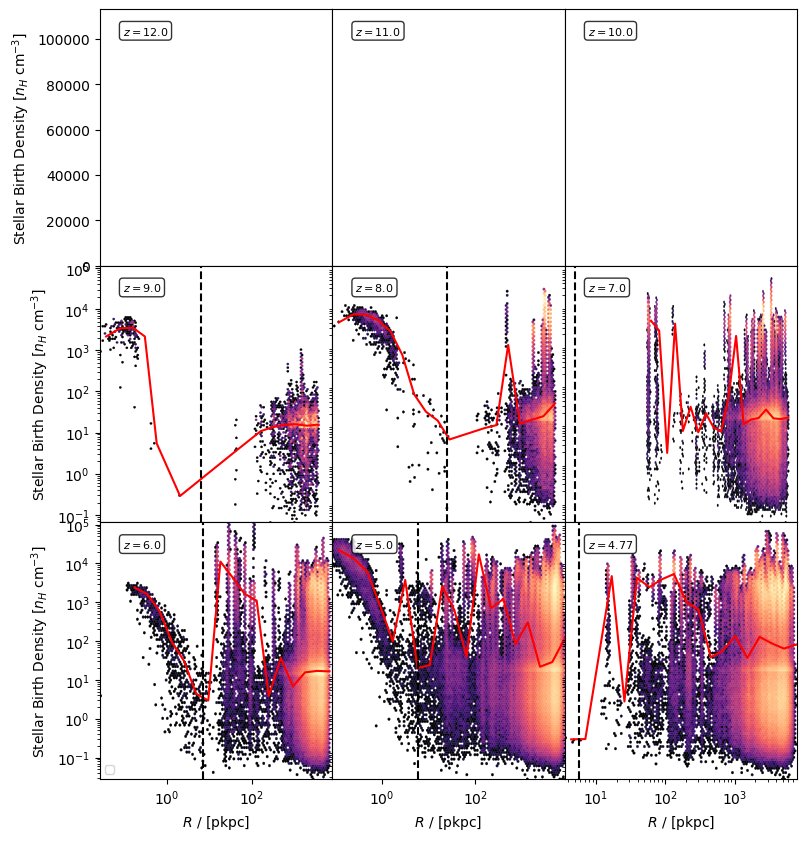 z = 12.0 z = 11.0 z = 10.0
Stellar Birth Density [n_H cm^{-3}]
100000
80000
60000
40000
20000
0
z = 9.0 z = 8.0 z = 7.0
Stellar Birth Density [n_H cm^{-3}]
10^5
10^4
10^3
10^2
10^1
10^0
10^{-1}
z = 6.0 z = 5.0 z = 4.77
Stellar Birth Density [n_H cm^{-3}]
10^5
10^4
10^3
10^2
10^1
10^0
10^{-1}
10^0 10^2 10^0 10^2 10^1 10^2 10^3
R / [pkpc] R / [pkpc] R / [pkpc]